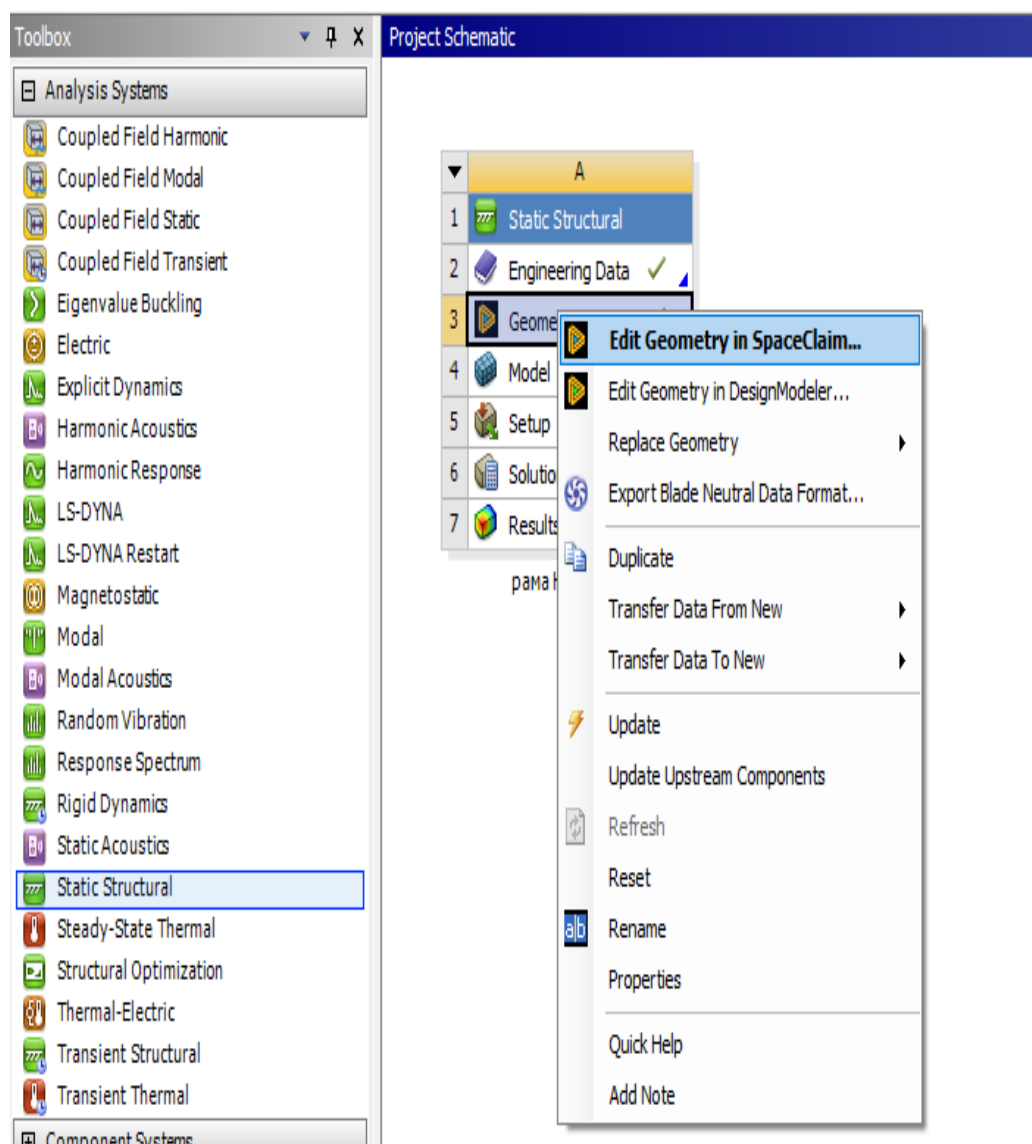 Toolbox
Project Schematic
Analysis Systems
Coupled Field Harmonic
Coupled Field Modal
Coupled Field Static
Coupled Field Transient
Eigenvalue Buckling
Electric
Explicit Dynamics
Harmonic Acoustics
Harmonic Response
LS-DYNA
LS-DYNA Restart
Magnetostatic
Modal
Modal Acoustics
Random Vibration
Response Spectrum
Rigid Dynamics
Static Acoustics
Static Structural
Steady-State Thermal
Structural Optimization
Thermal-Electric
Transient Structural
Transient Thermal
Component Systems
A
1 Static Structural
2 Engineering Data
3 Geome
4 Model
5 Setup
6 Solutio
7 Results
рама
Edit Geometry in SpaceClaim...
Edit Geometry in DesignModeler...
Replace Geometry
Export Blade Neutral Data Format...
Duplicate
Transfer Data From New
Transfer Data To New
Update
Update Upstream Components
Refresh
Reset
a|b Rename
Properties
Quick Help
Add Note